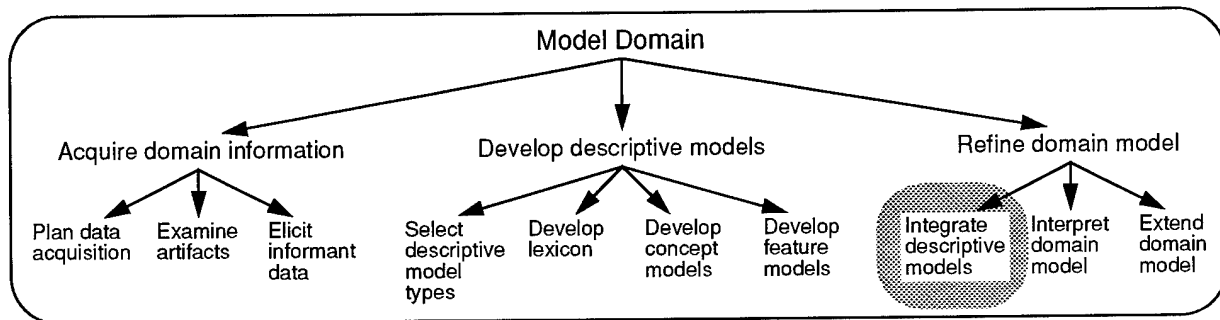 Model Domain
Acquire domain information
Develop descriptive models
Refine domain model
Plan data
acquisition
Examine
artifacts
Elicit
informant
data
Select
descriptive
model
types
Develop
lexicon
Develop
concept
models
Develop
feature
models
Integrate
descriptive
models
Interpret
domain
model
Extend
domain
model